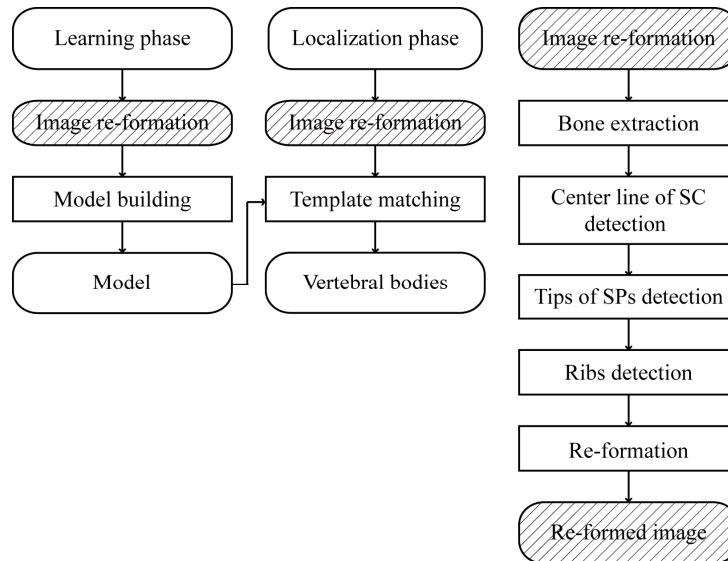 Learning phase
Image re-formation
Model building
Model
Localization phase
Image re-formation
Template matching
Vertebral bodies
Image re-formation
Bone extraction
Center line of SC
detection
Tips of SPs detection
Ribs detection
Re-formation
Re-formed image